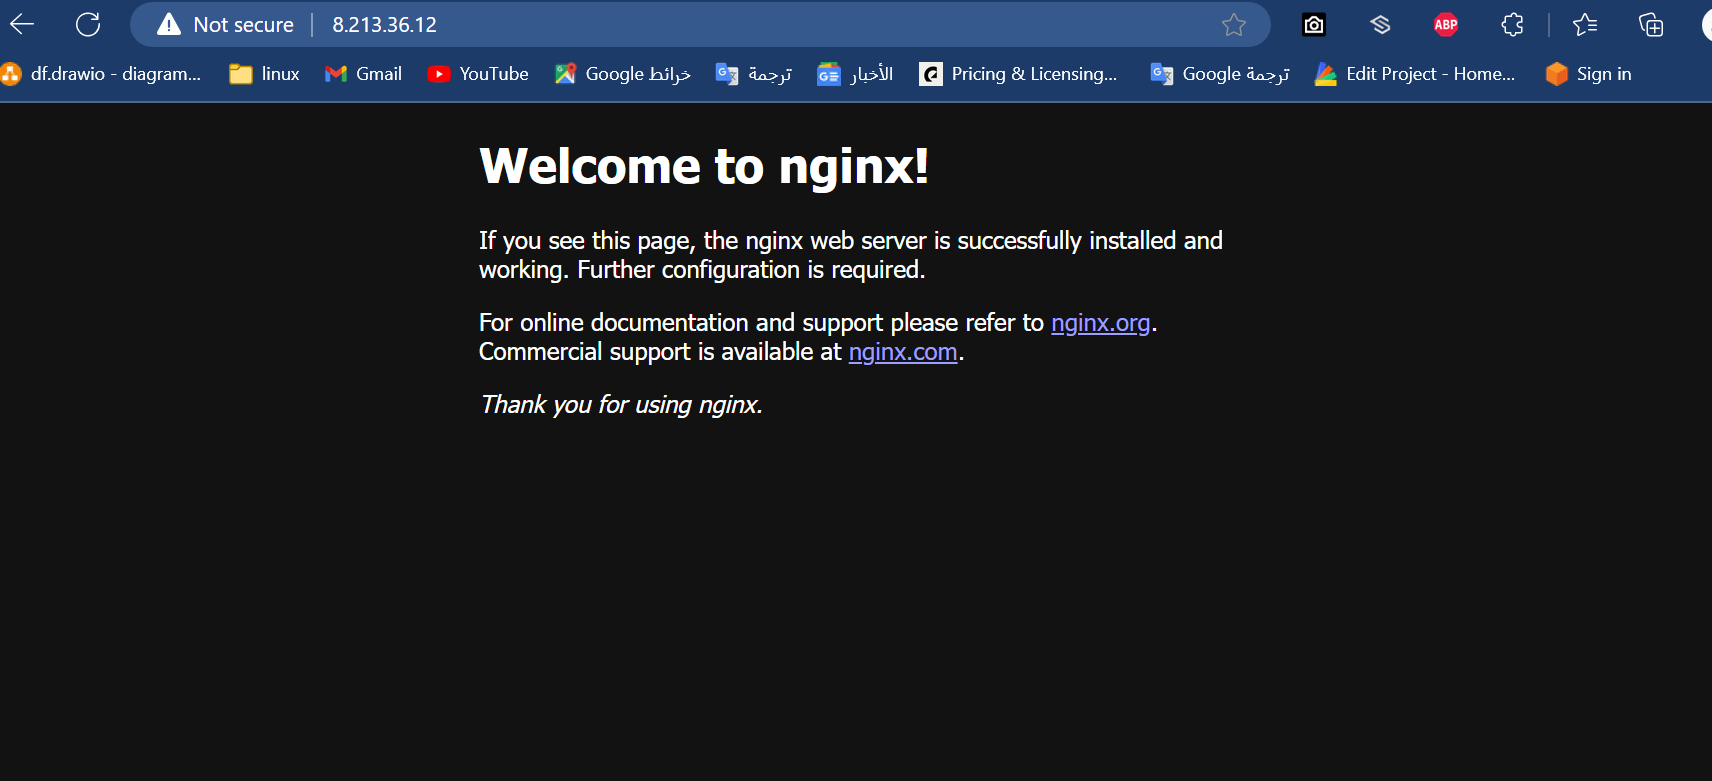 Not secure 8.213.36.12
ABP
df.drawio - diagram... linux Gmail YouTube Google خرائط ترجمة الأخبار Pricing & Licensing... Google ترجمة Edit Project - Home... Sign in
Welcome to nginx!
If you see this page, the nginx web server is successfully installed and
working. Further configuration is required.
For online documentation and support please refer to nginx.org.
Commercial support is available at nginx.com.
Thank you for using nginx.